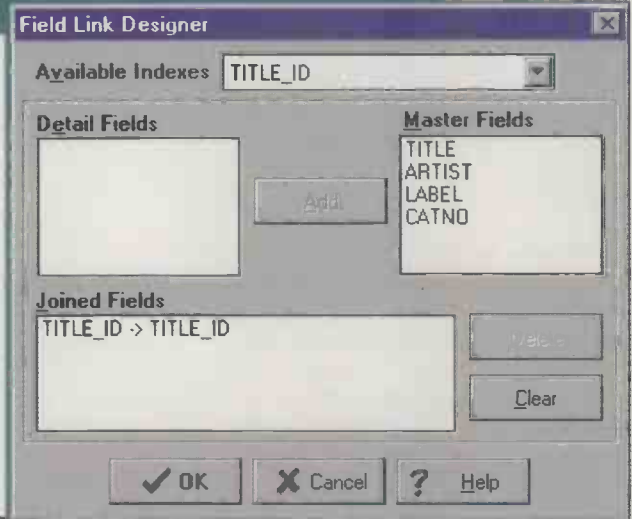 Field Link Designer
Available Indexes TITLE_ID
Detail Fields
Master Fields
TITLE
ARTIST
LABEL
CATNO
Add
Joined Fields
TITLE_ID -> TITLE_ID
Delete
Clear
OK Cancel ? Help